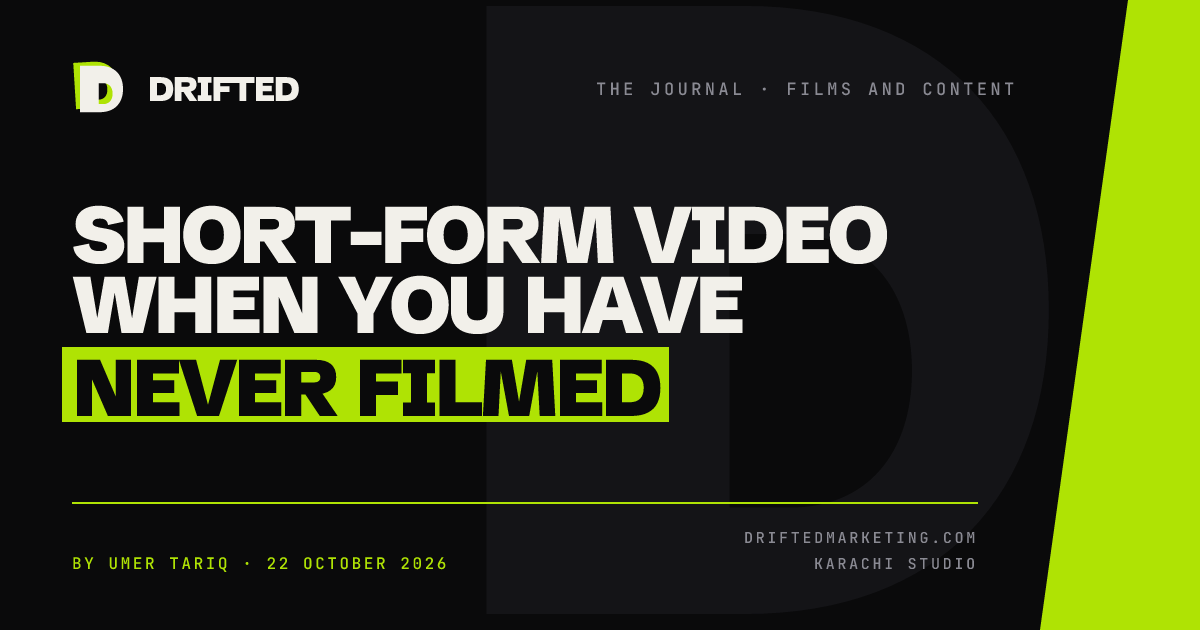 D DRIFTED
THE JOURNAL · FILMS AND CONTENT
SHORT-FORM VIDEO
WHEN YOU HAVE
NEVER FILMED
DRIFTEDMARKETING.COM
BY UMER TARIQ · 22 OCTOBER 2026
KARACHI STUDIO